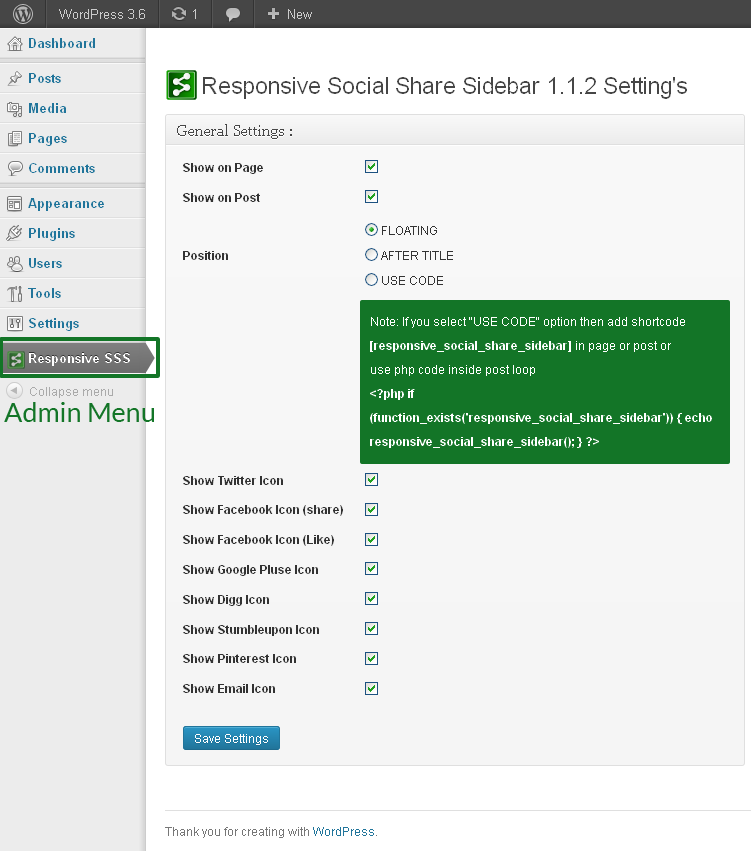 WordPress 3.6 1 New
Dashboard
Posts
Media
Pages
Comments
Appearance
Plugins
Users
Tools
Settings
Responsive SSS
Collapse menu
Admin Menu
Responsive Social Share Sidebar 1.1.2 Setting's
General Settings :
Show on Page
Show on Post
Position
FLOATING
AFTER TITLE
USE CODE
Note: If you select "USE CODE" option then add shortcode
[responsive_social_share_sidebar] in page or post or
use php code inside post loop
<?php if
(function_exists('responsive_social_share_sidebar')) { echo
responsive_social_share_sidebar(); } ?>
Show Twitter Icon
Show Facebook Icon (share)
Show Facebook Icon (Like)
Show Google Pluse Icon
Show Digg Icon
Show Stumbleupon Icon
Show Pinterest Icon
Show Email Icon
Save Settings
Thank you for creating with WordPress.